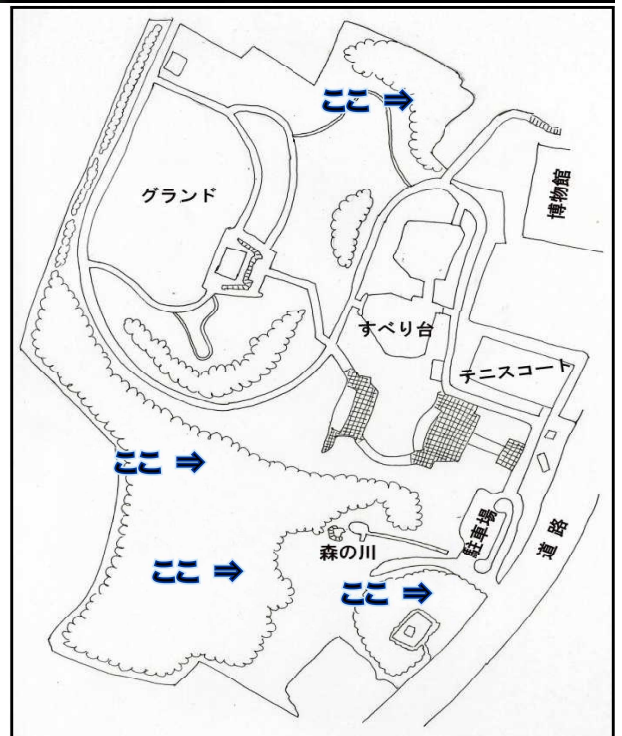 ここ ⇒
グランド
博物館
すべり台
テニスコート
ここ ⇒
駐車場
道路
森の川
ここ ⇒
ここ ⇒